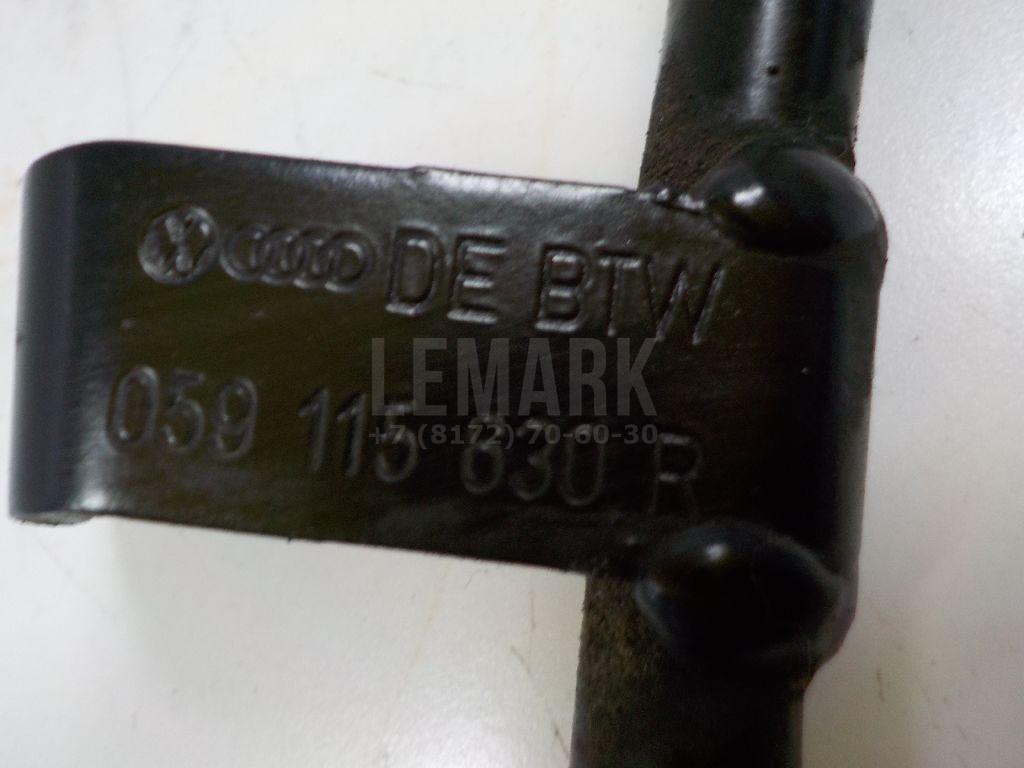 DE BTW
LEMARK
+7 (8172) 70-60-30
059 115 630 R